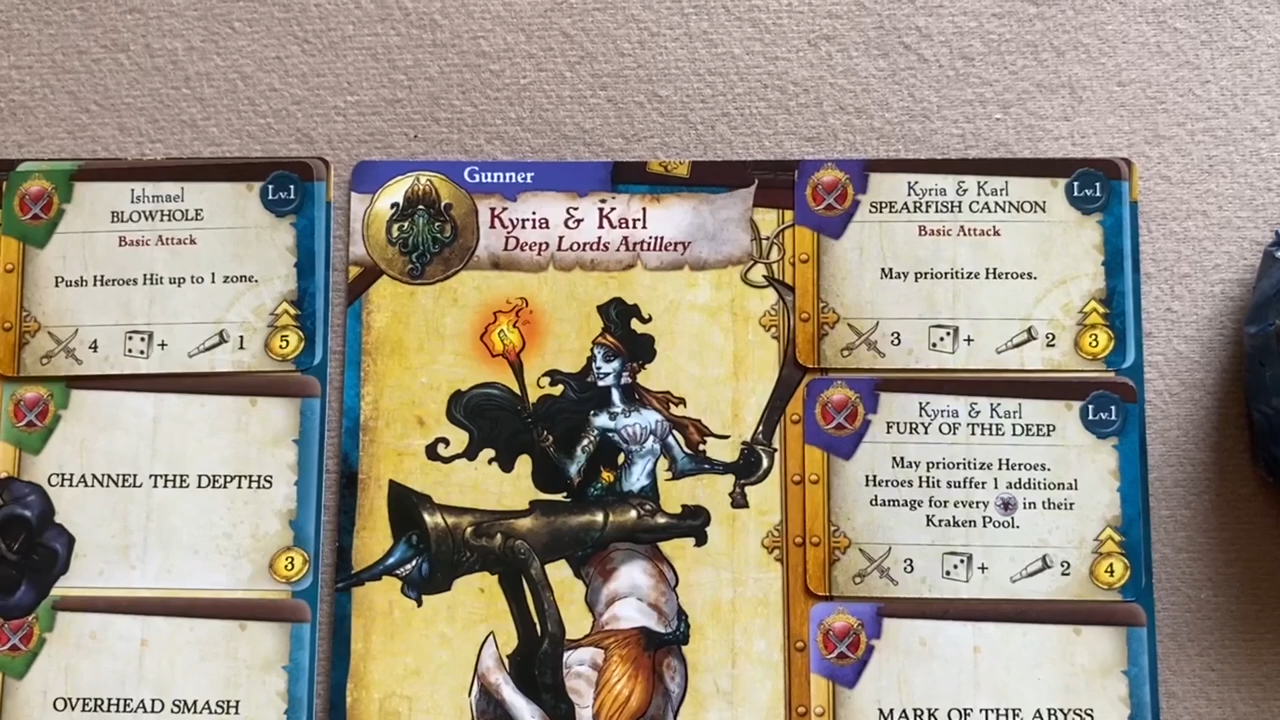 Ishmael
BLOWHOLE
Lv.1
Basic Attack
Push Heroes Hit up to 1 zone.
4 + 1 5
CHANNEL THE DEPTHS
3
OVERHEAD SMASH
Gunner
Kyria & Karl
Deep Lords Artillery
Kyria & Karl
SPEARFISH CANNON
Lv.1
Basic Attack
May prioritize Heroes.
3 + 2 3
Kyria & Karl
FURY OF THE DEEP
Lv.1
May prioritize Heroes.
Heroes Hit suffer 1 additional
damage for every in their
Kraken Pool.
3 + 2 4
MARK OF THE ABYSS